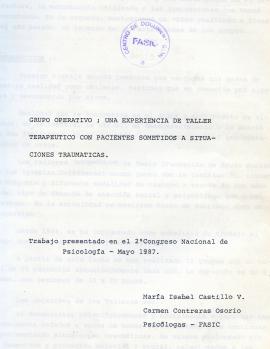 CENTRO DE DOCUMENT
FASIC
GRUPO OPERATIVO ; UNA EXPERIENCIA DE TALLER
TERAPEUTICO CON PACIENTES SOMETIDOS A SITUA-
CIONES TRAUMATICAS.
Trabajo presentado en el 2°Congreso Nacional de
Psicología - Mayo 1987.
María Isabel Castillo V.
Carmen Contreras Osorio
Psicólogas - FASIC